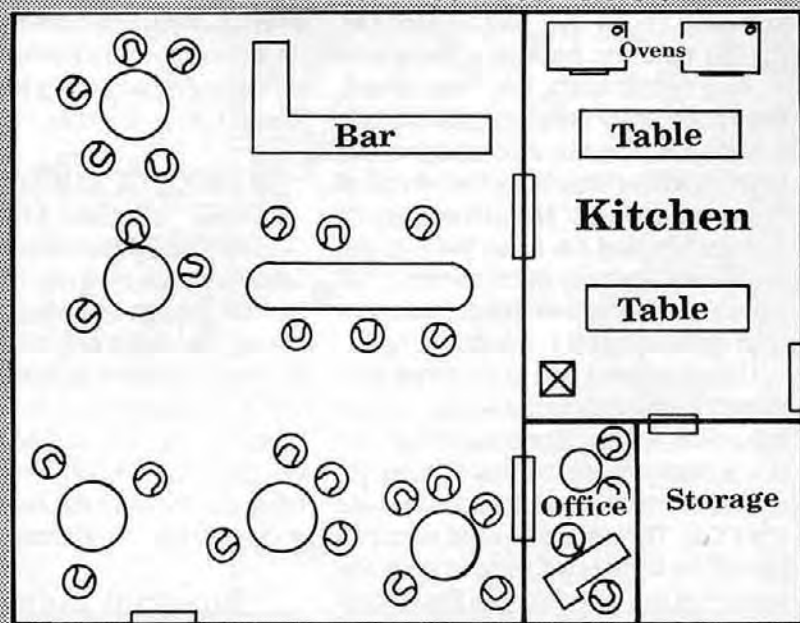 Ovens
Bar
Table
Kitchen
Table
Office
Storage